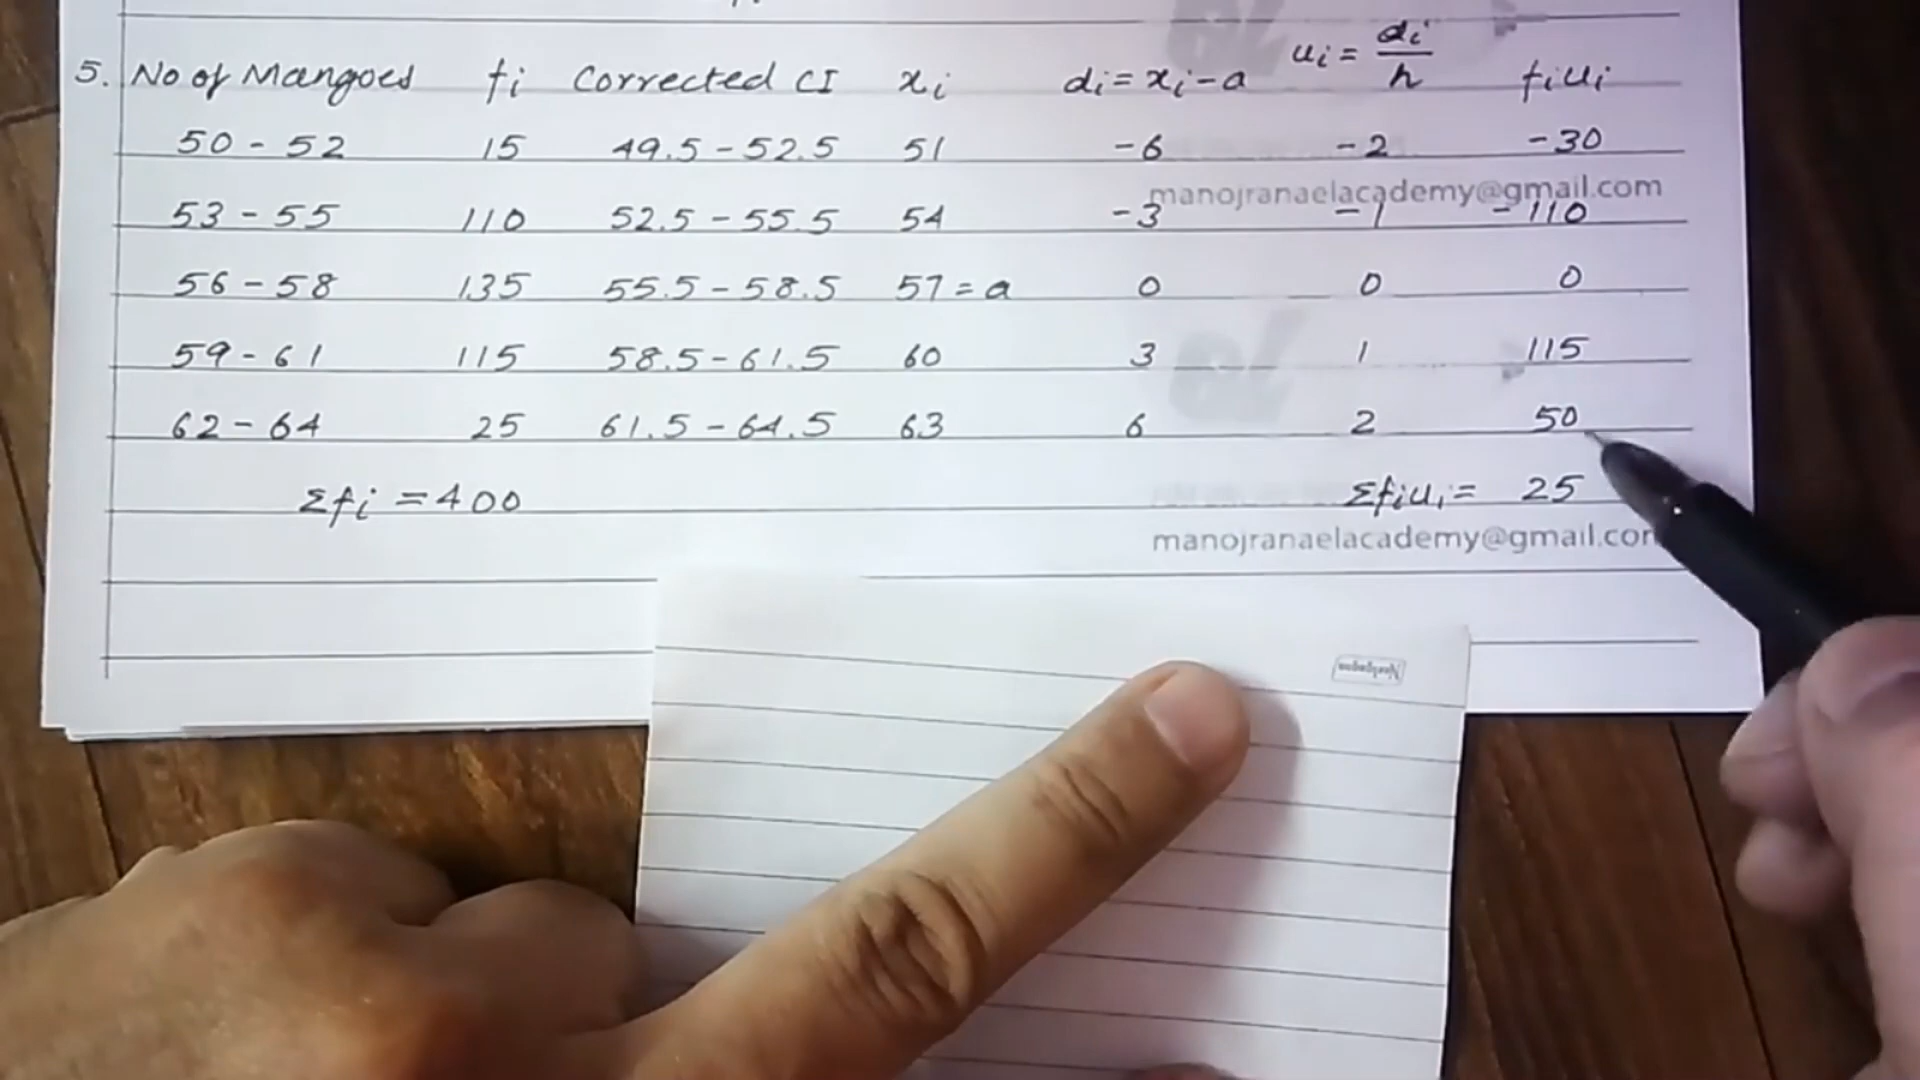 5. No of Mangoes fi Corrected CI xi di = xi - a ui = di/h fiui
50 - 52 15 49.5 - 52.5 51 -6 -2 -30
manojranaelacademy@gmail.com
53 - 55 110 52.5 - 55.5 54 -3 -1 -110
56 - 58 135 55.5 - 58.5 57 = a 0 0 0
59 - 61 115 58.5 - 61.5 60 3 1 115
62 - 64 25 61.5 - 64.5 63 6 2 50
Σfi = 400 Σfiui = 25
manojranaelacademy@gmail.com